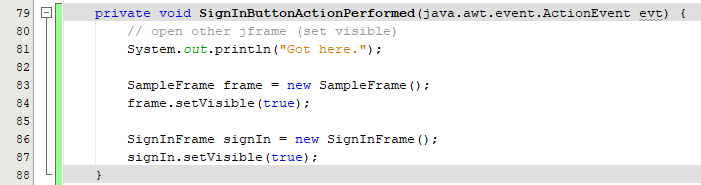 79 private void SignInButtonActionPerformed(java.awt.event.ActionEvent evt) {
80 // open other jframe (set visible)
81 System.out.println("Got here.");
82
83 SampleFrame frame = new SampleFrame();
84 frame.setVisible(true);
85
86 SignInFrame signIn = new SignInFrame();
87 signIn.setVisible(true);
88 }